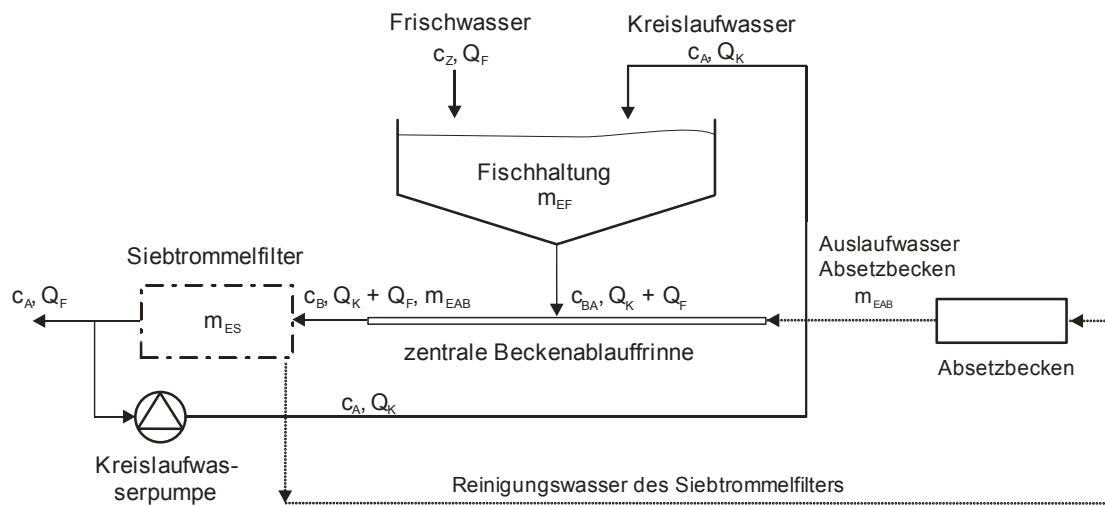 Frischwasser
c_Z, Q_F
Kreislaufwasser
c_A, Q_K
Fischhaltung
m_EF
Siebtrommelfilter
Auslaufwasser
Absetzbecken
m_EAB
c_A, Q_F
m_ES
c_B, Q_K + Q_F, m_EAB
c_BA, Q_K + Q_F
zentrale Beckenablauffrinne
Absetzbecken
c_A, Q_K
Kreislaufwas-
serpumpe
Reinigungswasser des Siebtrommelfilters